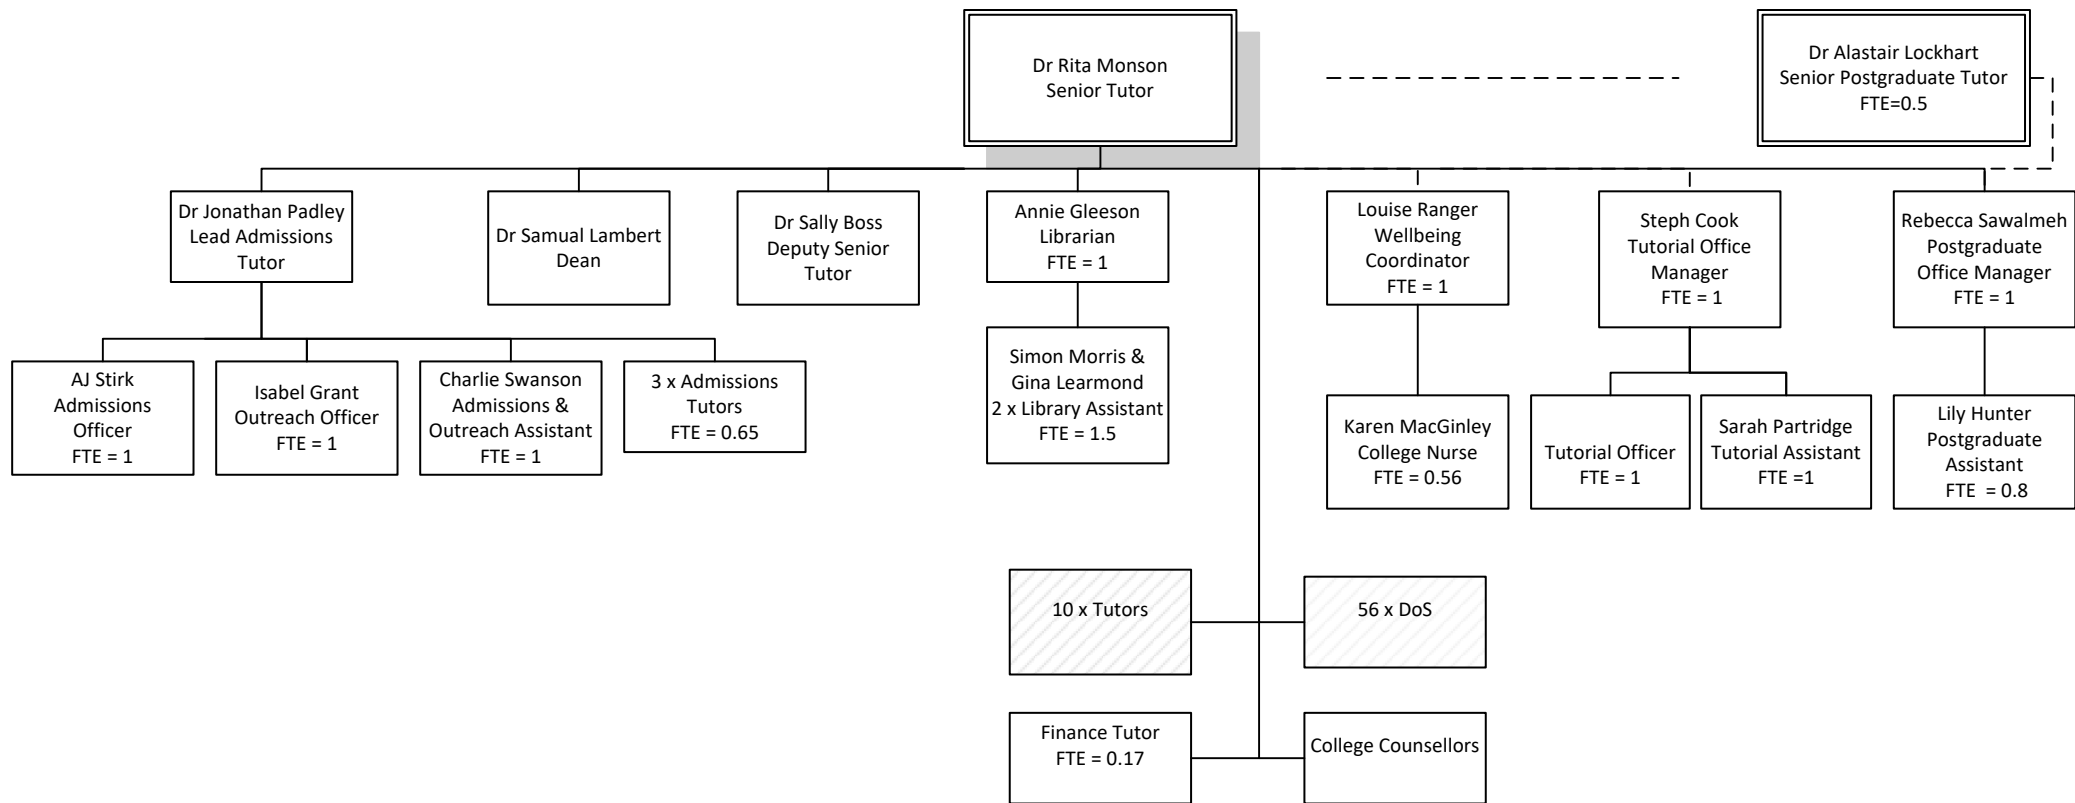 Dr Rita Monson
Senior Tutor
Dr Alastair Lockhart
Senior Postgraduate Tutor
FTE=0.5
Dr Jonathan Padley
Lead Admissions
Tutor
Dr Samual Lambert
Dean
Dr Sally Boss
Deputy Senior
Tutor
Annie Gleeson
Librarian
FTE = 1
Louise Ranger
Wellbeing
Coordinator
FTE = 1
Steph Cook
Tutorial Office
Manager
FTE = 1
Rebecca Sawalmeh
Postgraduate
Office Manager
FTE = 1
AJ Stirk
Admissions
Officer
FTE = 1
Isabel Grant
Outreach Officer
FTE = 1
Charlie Swanson
Admissions &
Outreach Assistant
FTE = 1
3 x Admissions
Tutors
FTE = 0.65
Simon Morris &
Gina Learmond
2 x Library Assistant
FTE = 1.5
Karen MacGinley
College Nurse
FTE = 0.56
Tutorial Officer
FTE = 1
Sarah Partridge
Tutorial Assistant
FTE =1
Lily Hunter
Postgraduate
Assistant
FTE  = 0.8
10 x Tutors
56 x DoS
Finance Tutor
FTE = 0.17
College Counsellors